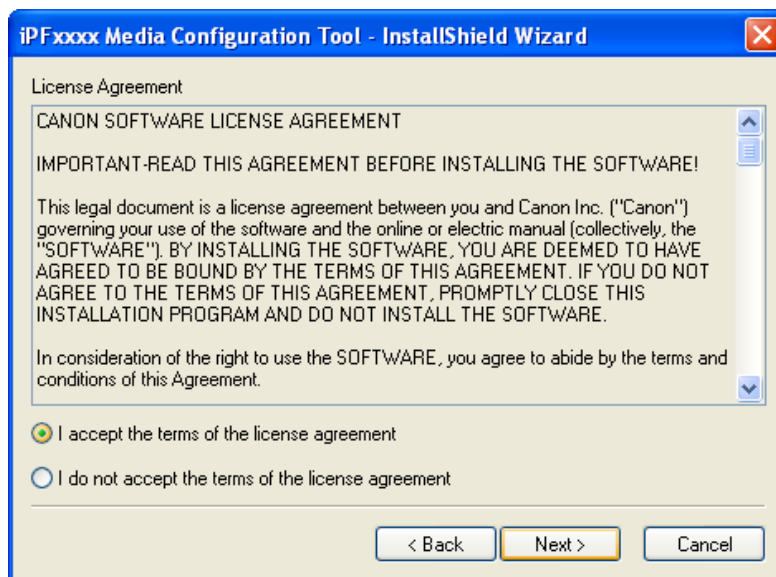 iPFxxxx Media Configuration Tool - InstallShield Wizard
License Agreement
CANON SOFTWARE LICENSE AGREEMENT
IMPORTANT-READ THIS AGREEMENT BEFORE INSTALLING THE SOFTWARE!
This legal document is a license agreement between you and Canon Inc. ("Canon")
governing your use of the software and the online or electric manual (collectively, the
"SOFTWARE"). BY INSTALLING THE SOFTWARE, YOU ARE DEEMED TO HAVE
AGREED TO BE BOUND BY THE TERMS OF THIS AGREEMENT. IF YOU DO NOT
AGREE TO THE TERMS OF THIS AGREEMENT, PROMPTLY CLOSE THIS
INSTALLATION PROGRAM AND DO NOT INSTALL THE SOFTWARE.
In consideration of the right to use the SOFTWARE, you agree to abide by the terms and
conditions of this Agreement.
I accept the terms of the license agreement
I do not accept the terms of the license agreement
< Back
Next >
Cancel